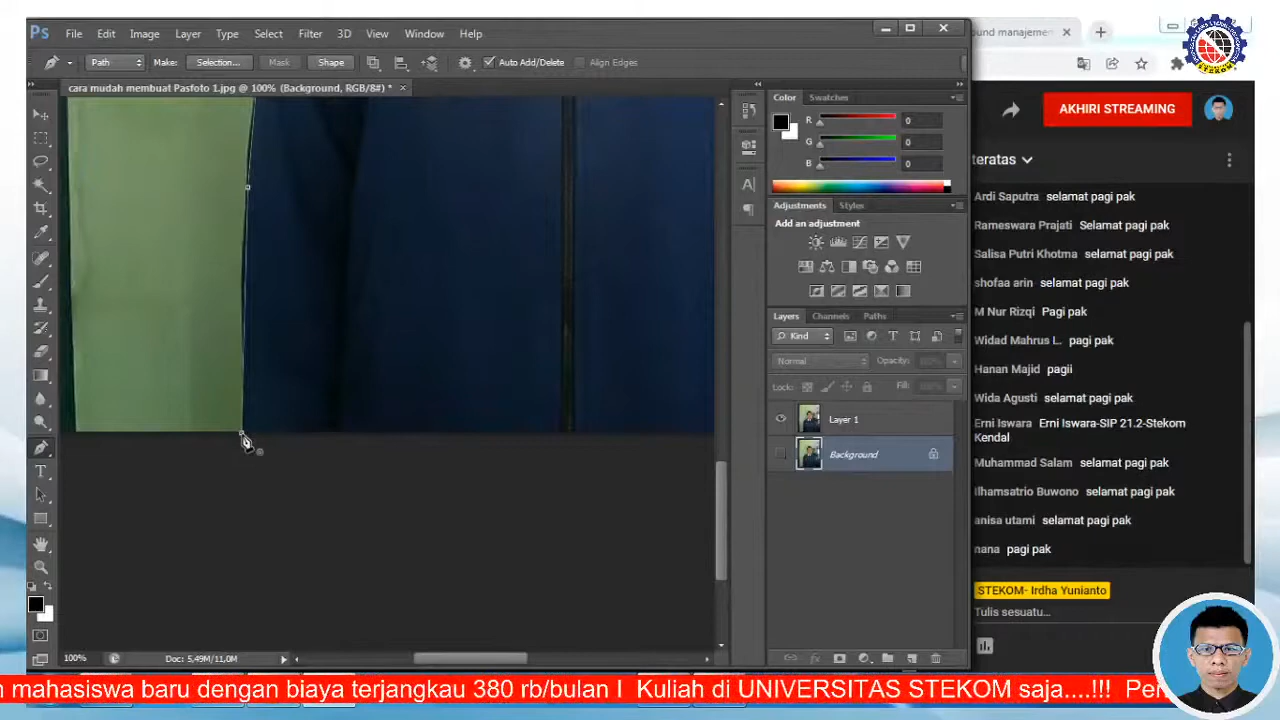 Ps File Edit Image Layer Type Select Filter 3D View Window Help
Path Make: Selection... Mask Shape Auto Add/Delete Align Edges
cara mudah membuat Pasfoto 1.jpg @ 100% (Background, RGB/8#) *
Color Swatches
R 0
G 0
B 0
Adjustments Styles
Add an adjustment
Layers Channels Paths
Kind
Normal Opacity:
Lock: Fill:
Layer 1
Background
100% Doc: 5,49M/11,0M
AKHIRI STREAMING
teratas
Ardi Saputra selamat pagi pak
Rameswara Prajati Selamat pagi pak
Salisa Putri Khotma selamat pagi pak
shofaa arin selamat pagi pak
M Nur Rizqi Pagi pak
Widad Mahrus I... pagi pak
Hanan Majid pagii
Wida Agusti selamat pagi pak
Erni Iswara Erni Iswara-SIP 21.2-Stekom
Kendal
Muhammad Salam selamat pagi pak
Ilhamsatrio Buwono selamat pagi pak
anisa utami selamat pagi pak
nana pagi pak
STEKOM- Irdha Yunianto
Tulis sesuatu...
STEKOM
mahasiswa baru dengan biaya terjangkau 380 rb/bulan I Kuliah di UNIVERSITAS STEKOM saja....!!!